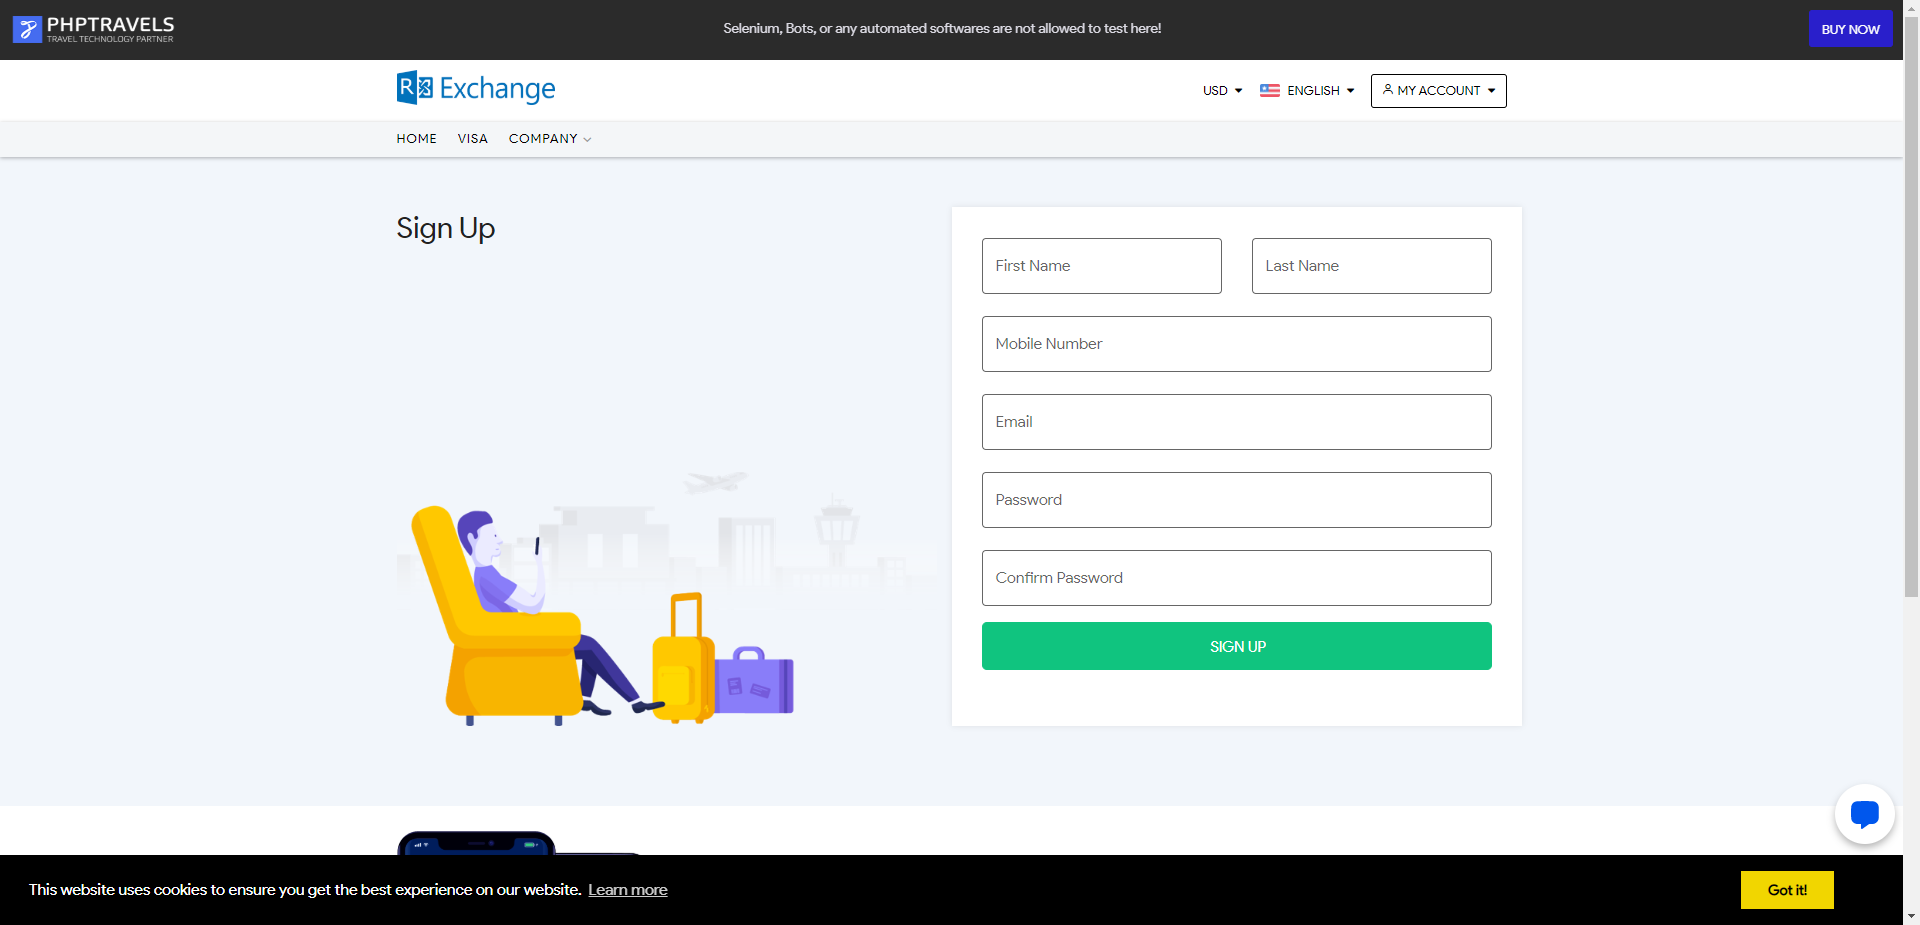 PHPTRAVELS
TRAVEL TECHNOLOGY PARTNER
Selenium, Bots, or any automated softwares are not allowed to test here!
BUY NOW
Exchange
USD
ENGLISH
MY ACCOUNT
HOME
VISA
COMPANY
Sign Up
First Name
Last Name
Mobile Number
Email
Password
Confirm Password
SIGN UP
This website uses cookies to ensure you get the best experience on our website. Learn more
Got it!